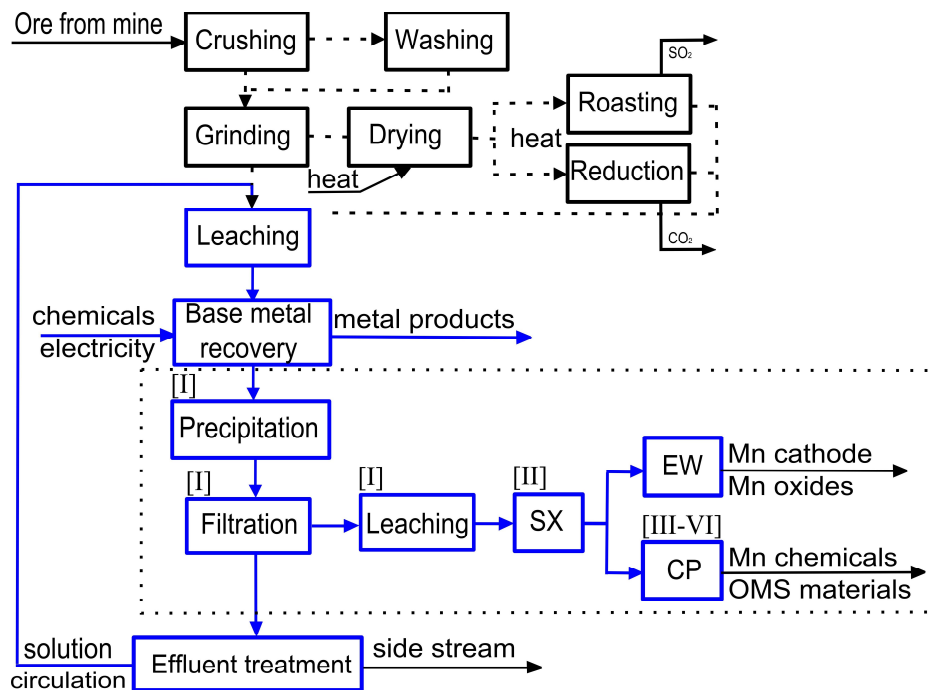 Ore from mine
Crushing
Washing
SO₂
Roasting
Grinding
Drying
heat
heat
Reduction
CO₂
Leaching
chemicals
electricity
Base metal
recovery
metal products
[I]
Precipitation
[I]
Filtration
[I]
Leaching
[II]
SX
EW
Mn cathode
Mn oxides
[III-VI]
CP
Mn chemicals
OMS materials
solution
circulation
Effluent treatment
side stream